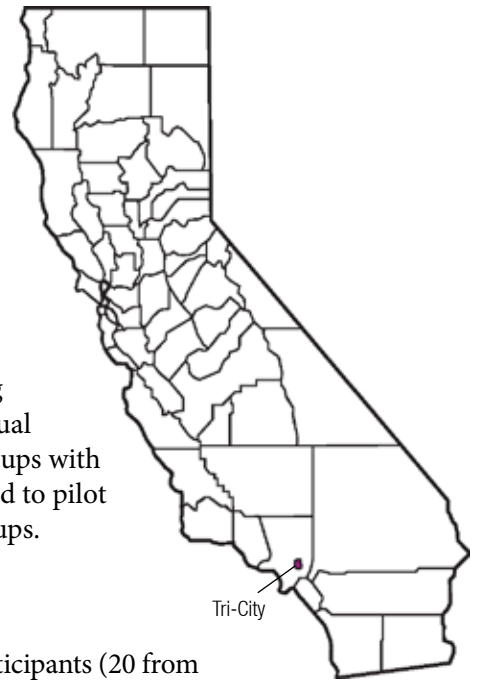 g
ual
ups with
d to pilot
ups.
Tri-City
ticipants (20 from